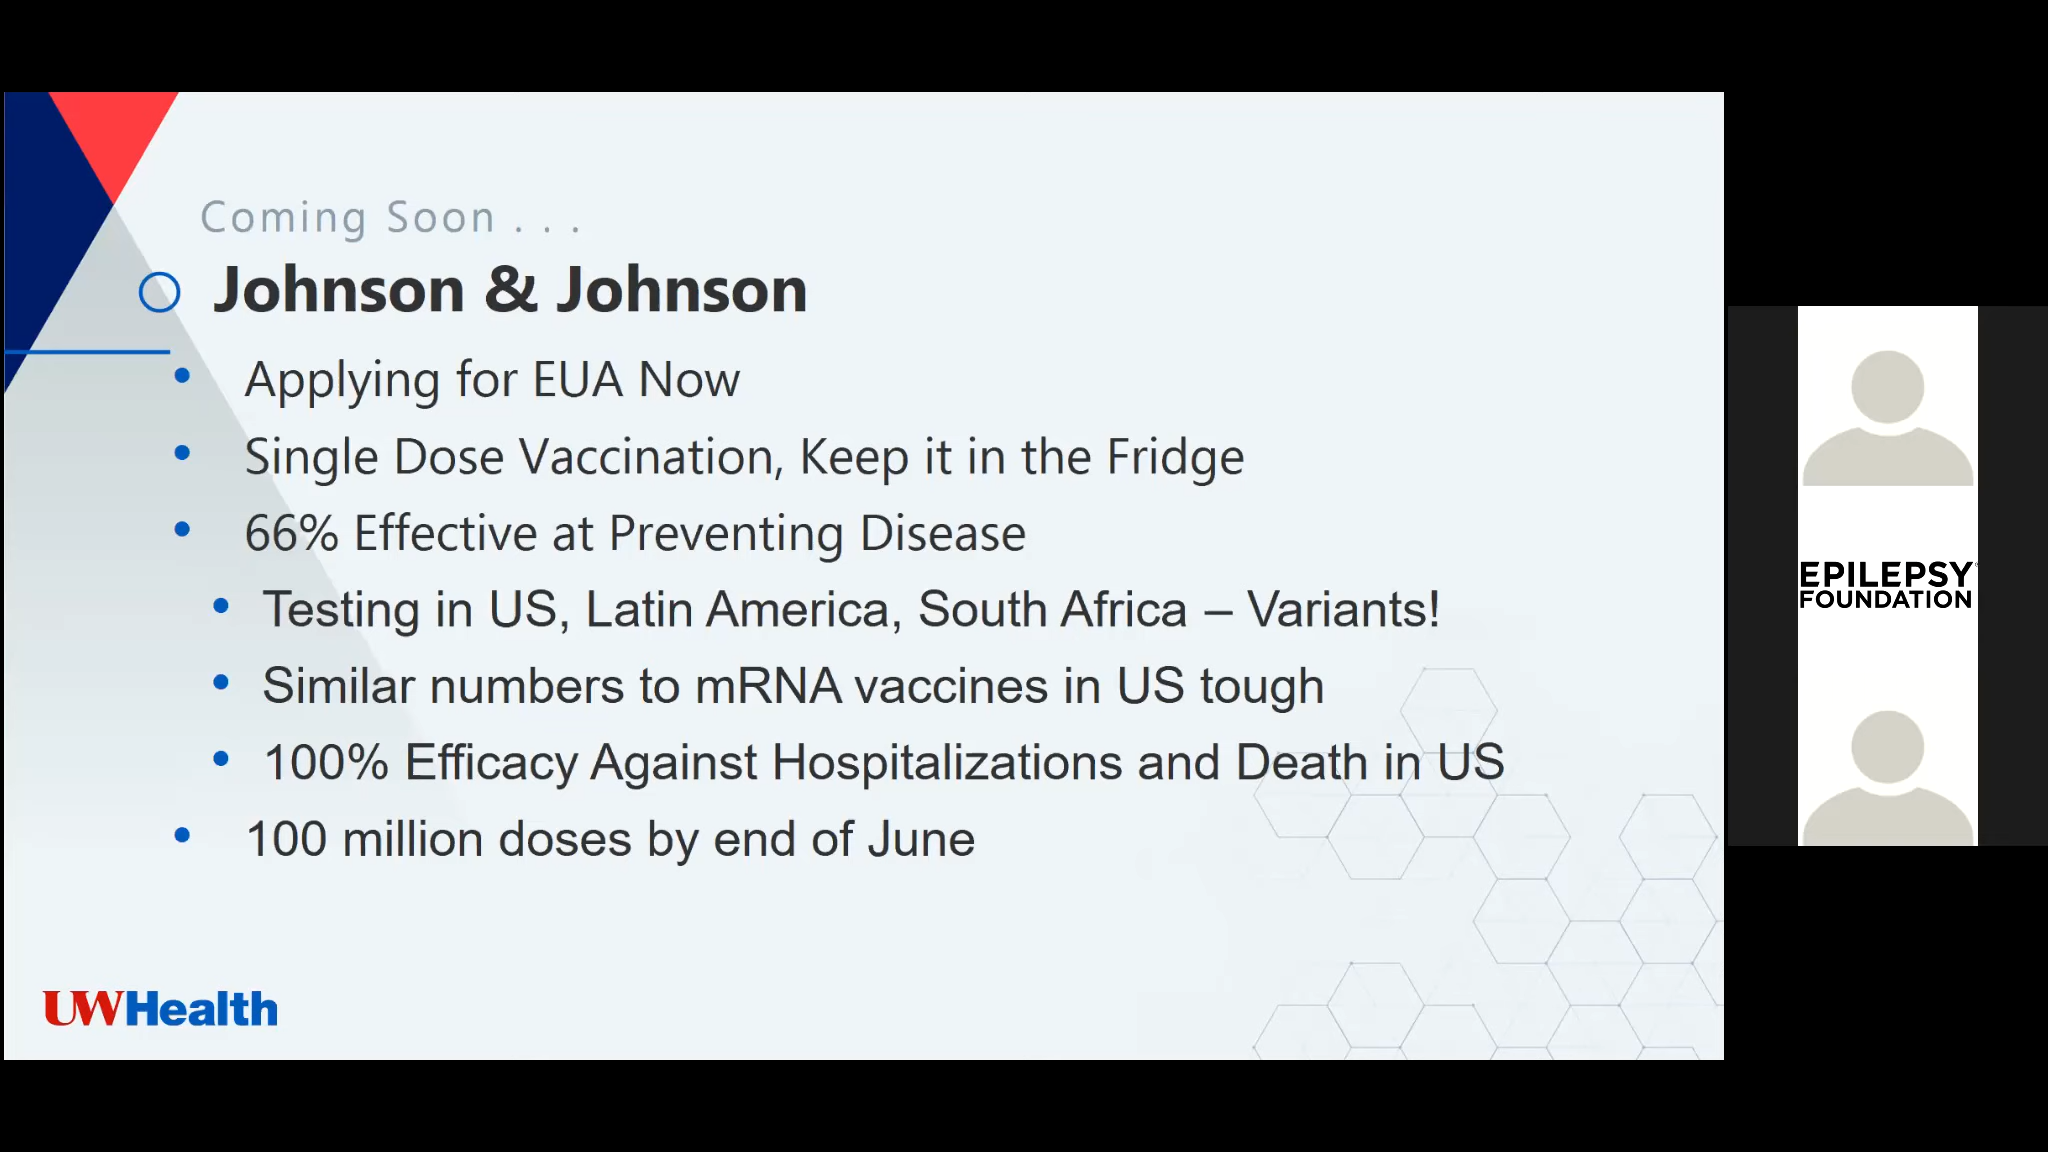 Coming Soon . . .
Johnson & Johnson
• Applying for EUA Now
• Single Dose Vaccination, Keep it in the Fridge
• 66% Effective at Preventing Disease
• Testing in US, Latin America, South Africa – Variants!
• Similar numbers to mRNA vaccines in US tough
• 100% Efficacy Against Hospitalizations and Death in US
• 100 million doses by end of June
UWHealth
EPILEPSY
FOUNDATION